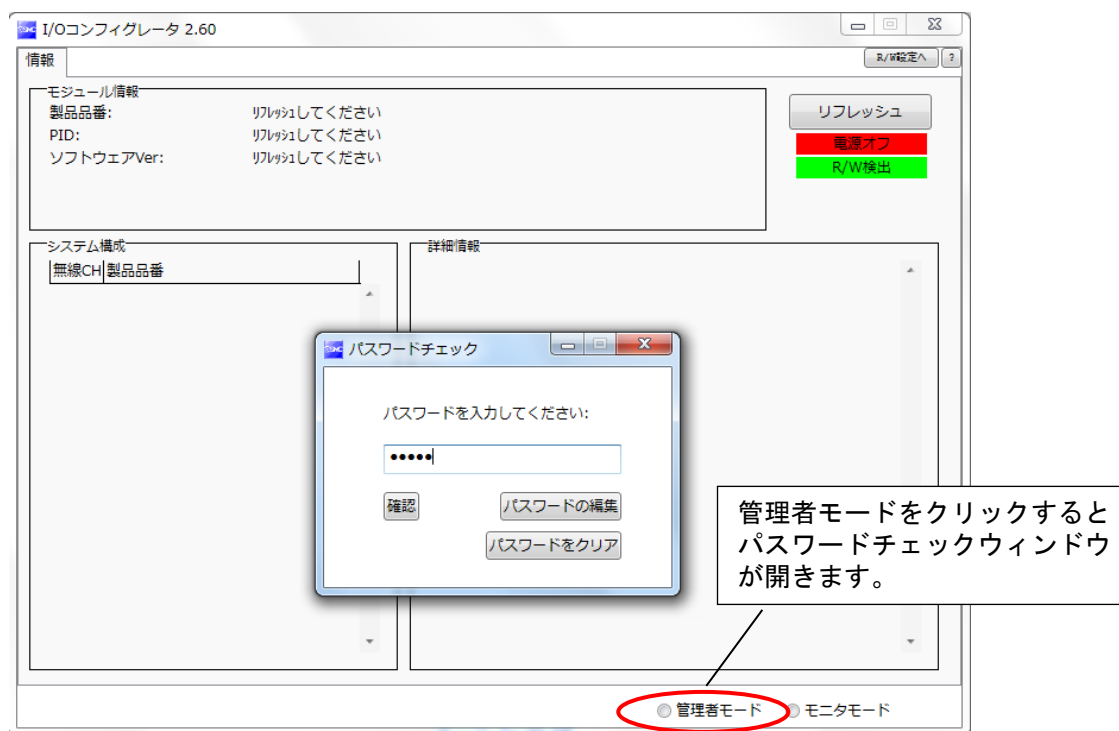 I/Oコンフィグレータ 2.60
情報
R/W設定へ
?
モジュール情報
製品品番: ﾘﾌﾚｯｼｭしてください
PID: ﾘﾌﾚｯｼｭしてください
ソフトウェアVer: ﾘﾌﾚｯｼｭしてください
リフレッシュ
電源オフ
R/W検出
システム構成
無線CH 製品品番
詳細情報
パスワードチェック
パスワードを入力してください:
●●●●●
確認
パスワードの編集
パスワードをクリア
管理者モードをクリックすると
パスワードチェックウィンドウ
が開きます。
管理者モード モニタモード